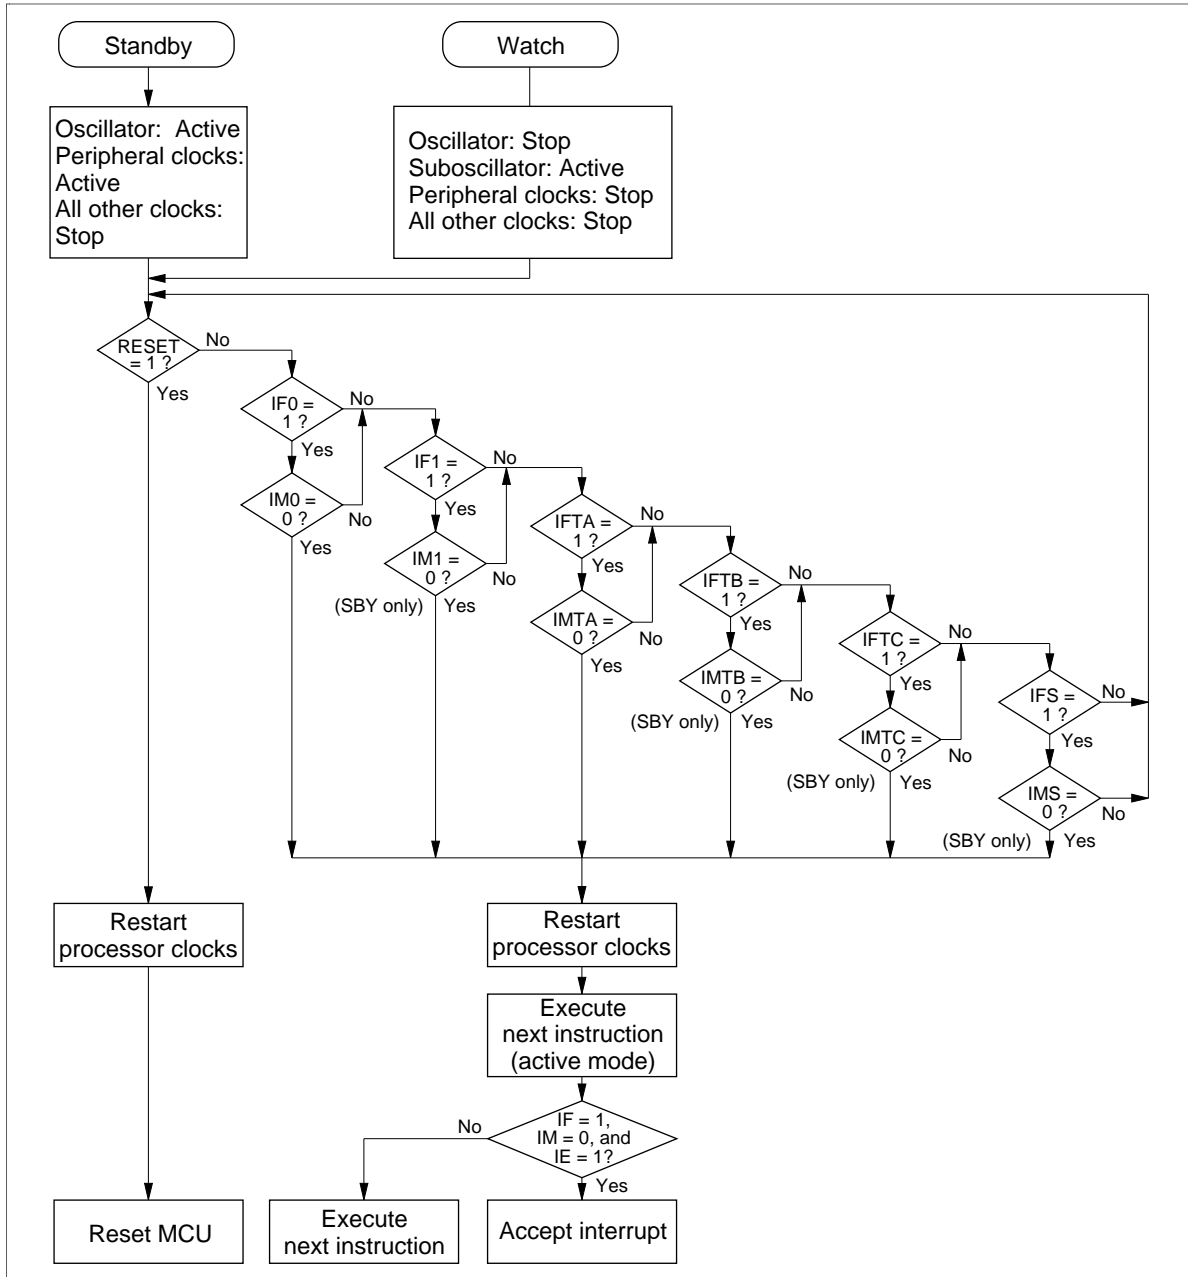 Standby
Watch
Oscillator: Active
Peripheral clocks:
Active
All other clocks:
Stop
Oscillator: Stop
Suboscillator: Active
Peripheral clocks: Stop
All other clocks: Stop
RESET
= 1 ?
No
Yes
IF0 =
1 ?
No
Yes
IM0 =
0 ?
No
Yes
IF1 =
1 ?
No
Yes
IM1 =
0 ?
No
(SBY only)
Yes
IFTA =
1 ?
No
Yes
IMTA =
0 ?
No
Yes
IFTB =
1 ?
No
Yes
IMTB =
0 ?
No
(SBY only)
Yes
IFTC =
1 ?
No
Yes
IMTC =
0 ?
No
(SBY only)
Yes
IFS =
1 ?
No
Yes
IMS =
0 ?
No
(SBY only)
Yes
Restart
processor clocks
Restart
processor clocks
Execute
next instruction
(active mode)
IF = 1,
IM = 0, and
IE = 1?
No
Yes
Reset MCU
Execute
next instruction
Accept interrupt